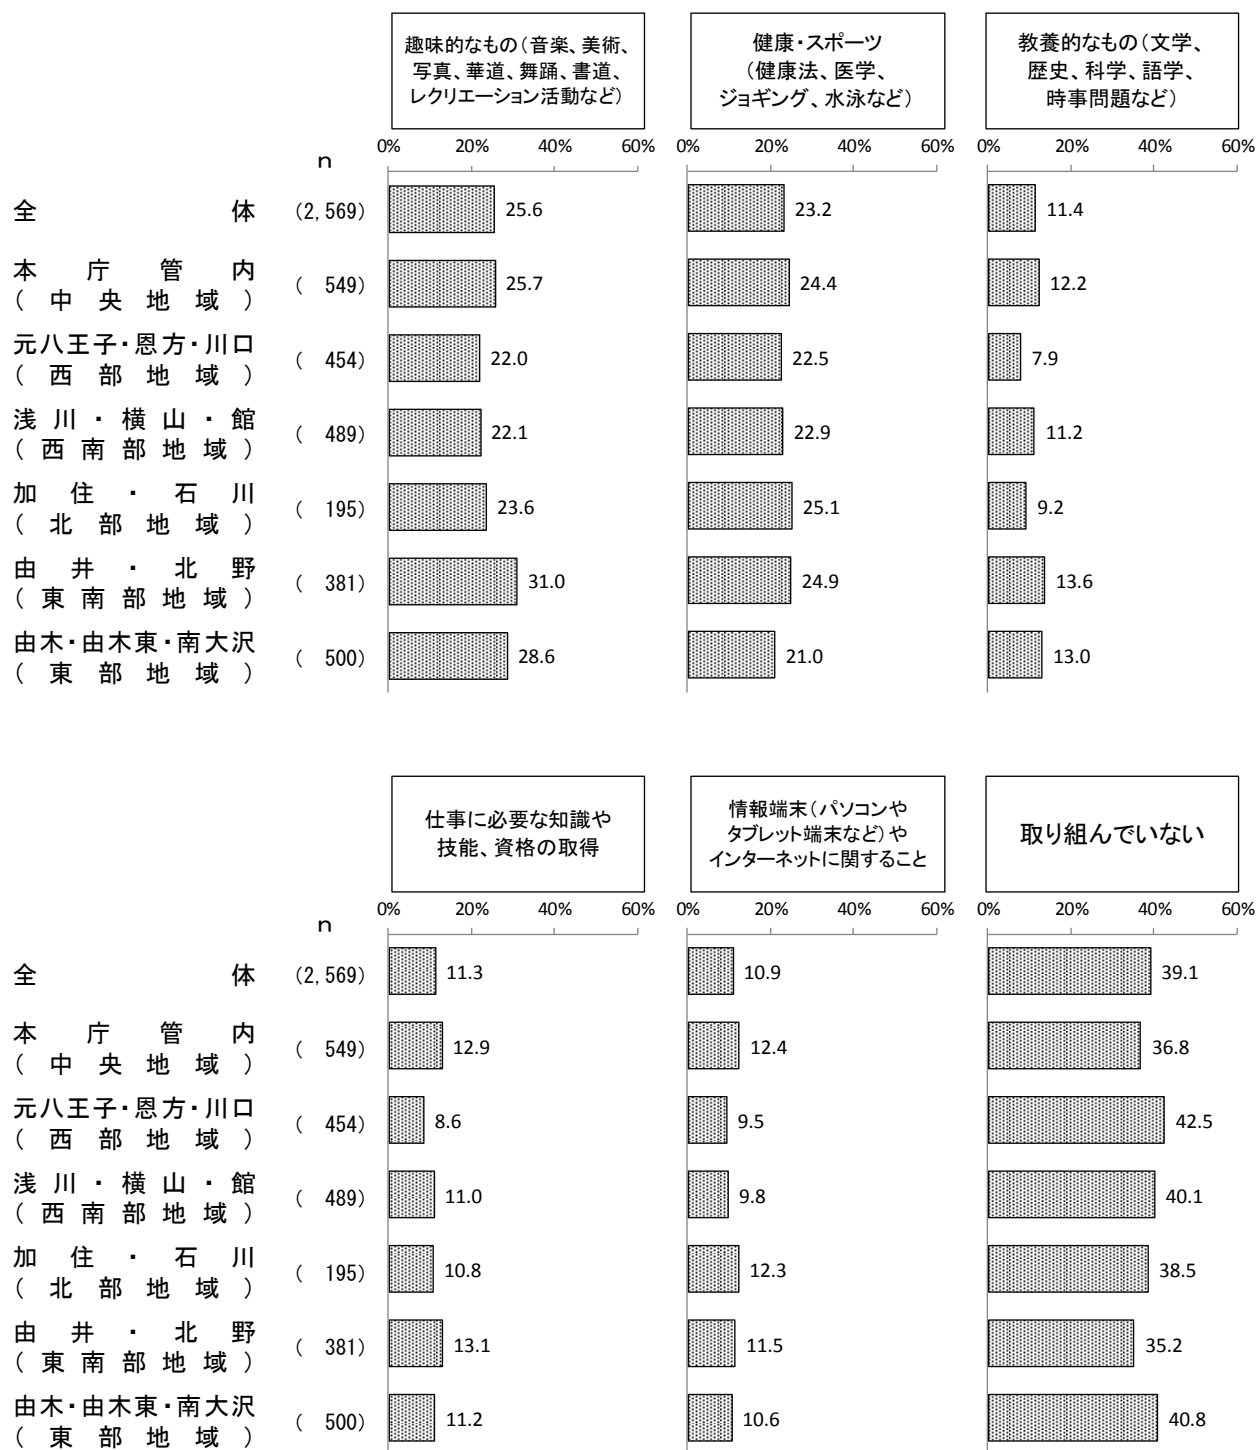 趣味的なもの（音楽、美術、
写真、華道、舞踊、書道、
レクリエーション活動など）
健康・スポーツ
（健康法、医学、
ジョギング、水泳など）
教養的なもの（文学、
歴史、科学、語学、
時事問題など）
0% 20% 40% 60% 0% 20% 40% 60% 0% 20% 40% 60%
n
全体 (2,569) 25.6 23.2 11.4
本庁管内
(中央地域) ( 549) 25.7 24.4 12.2
元八王子・恩方・川口
(西部地域) ( 454) 22.0 22.5 7.9
浅川・横山・館
(西南部地域) ( 489) 22.1 22.9 11.2
加住・石川
(北部地域) ( 195) 23.6 25.1 9.2
由井・北野
(東南部地域) ( 381) 31.0 24.9 13.6
由木・由木東・南大沢
(東部地域) ( 500) 28.6 21.0 13.0
仕事に必要な知識や
技能、資格の取得
情報端末（パソコンや
タブレット端末など）や
インターネットに関すること
取り組んでいない
0% 20% 40% 60% 0% 20% 40% 60% 0% 20% 40% 60%
n
全体 (2,569) 11.3 10.9 39.1
本庁管内
(中央地域) ( 549) 12.9 12.4 36.8
元八王子・恩方・川口
(西部地域) ( 454) 8.6 9.5 42.5
浅川・横山・館
(西南部地域) ( 489) 11.0 9.8 40.1
加住・石川
(北部地域) ( 195) 10.8 12.3 38.5
由井・北野
(東南部地域) ( 381) 13.1 11.5 35.2
由木・由木東・南大沢
(東部地域) ( 500) 11.2 10.6 40.8